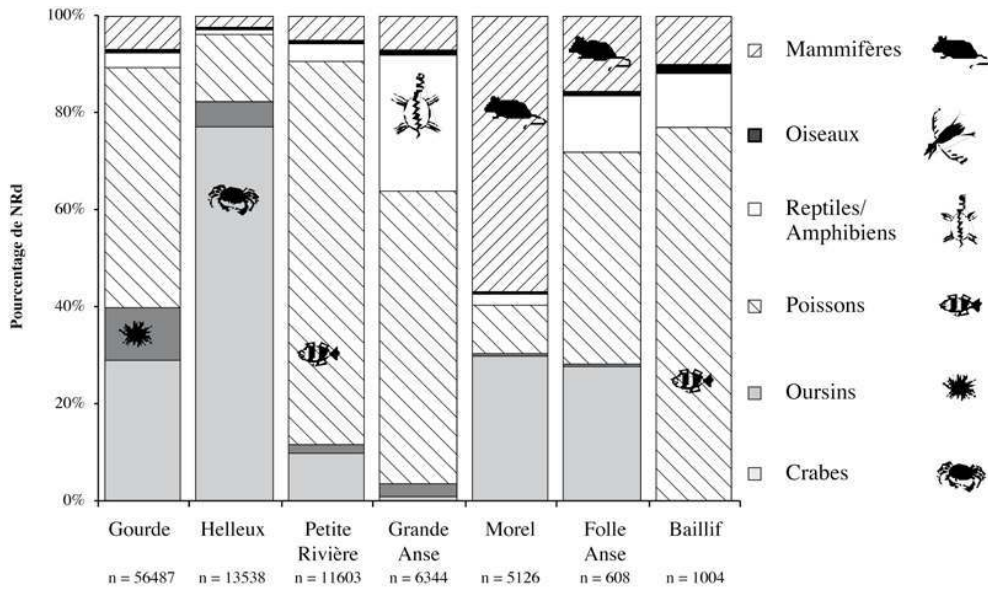 100%
80%
60%
40%
20%
0%
Pourcentage de NRd
Gourde
Helleux
Petite
Rivière
Grande
Anse
Morel
Folle
Anse
Baillif
n = 56487
n = 13538
n = 11603
n = 6344
n = 5126
n = 608
n = 1004
Mammifères
Oiseaux
Reptiles/
Amphibiens
Poissons
Oursins
Crabes